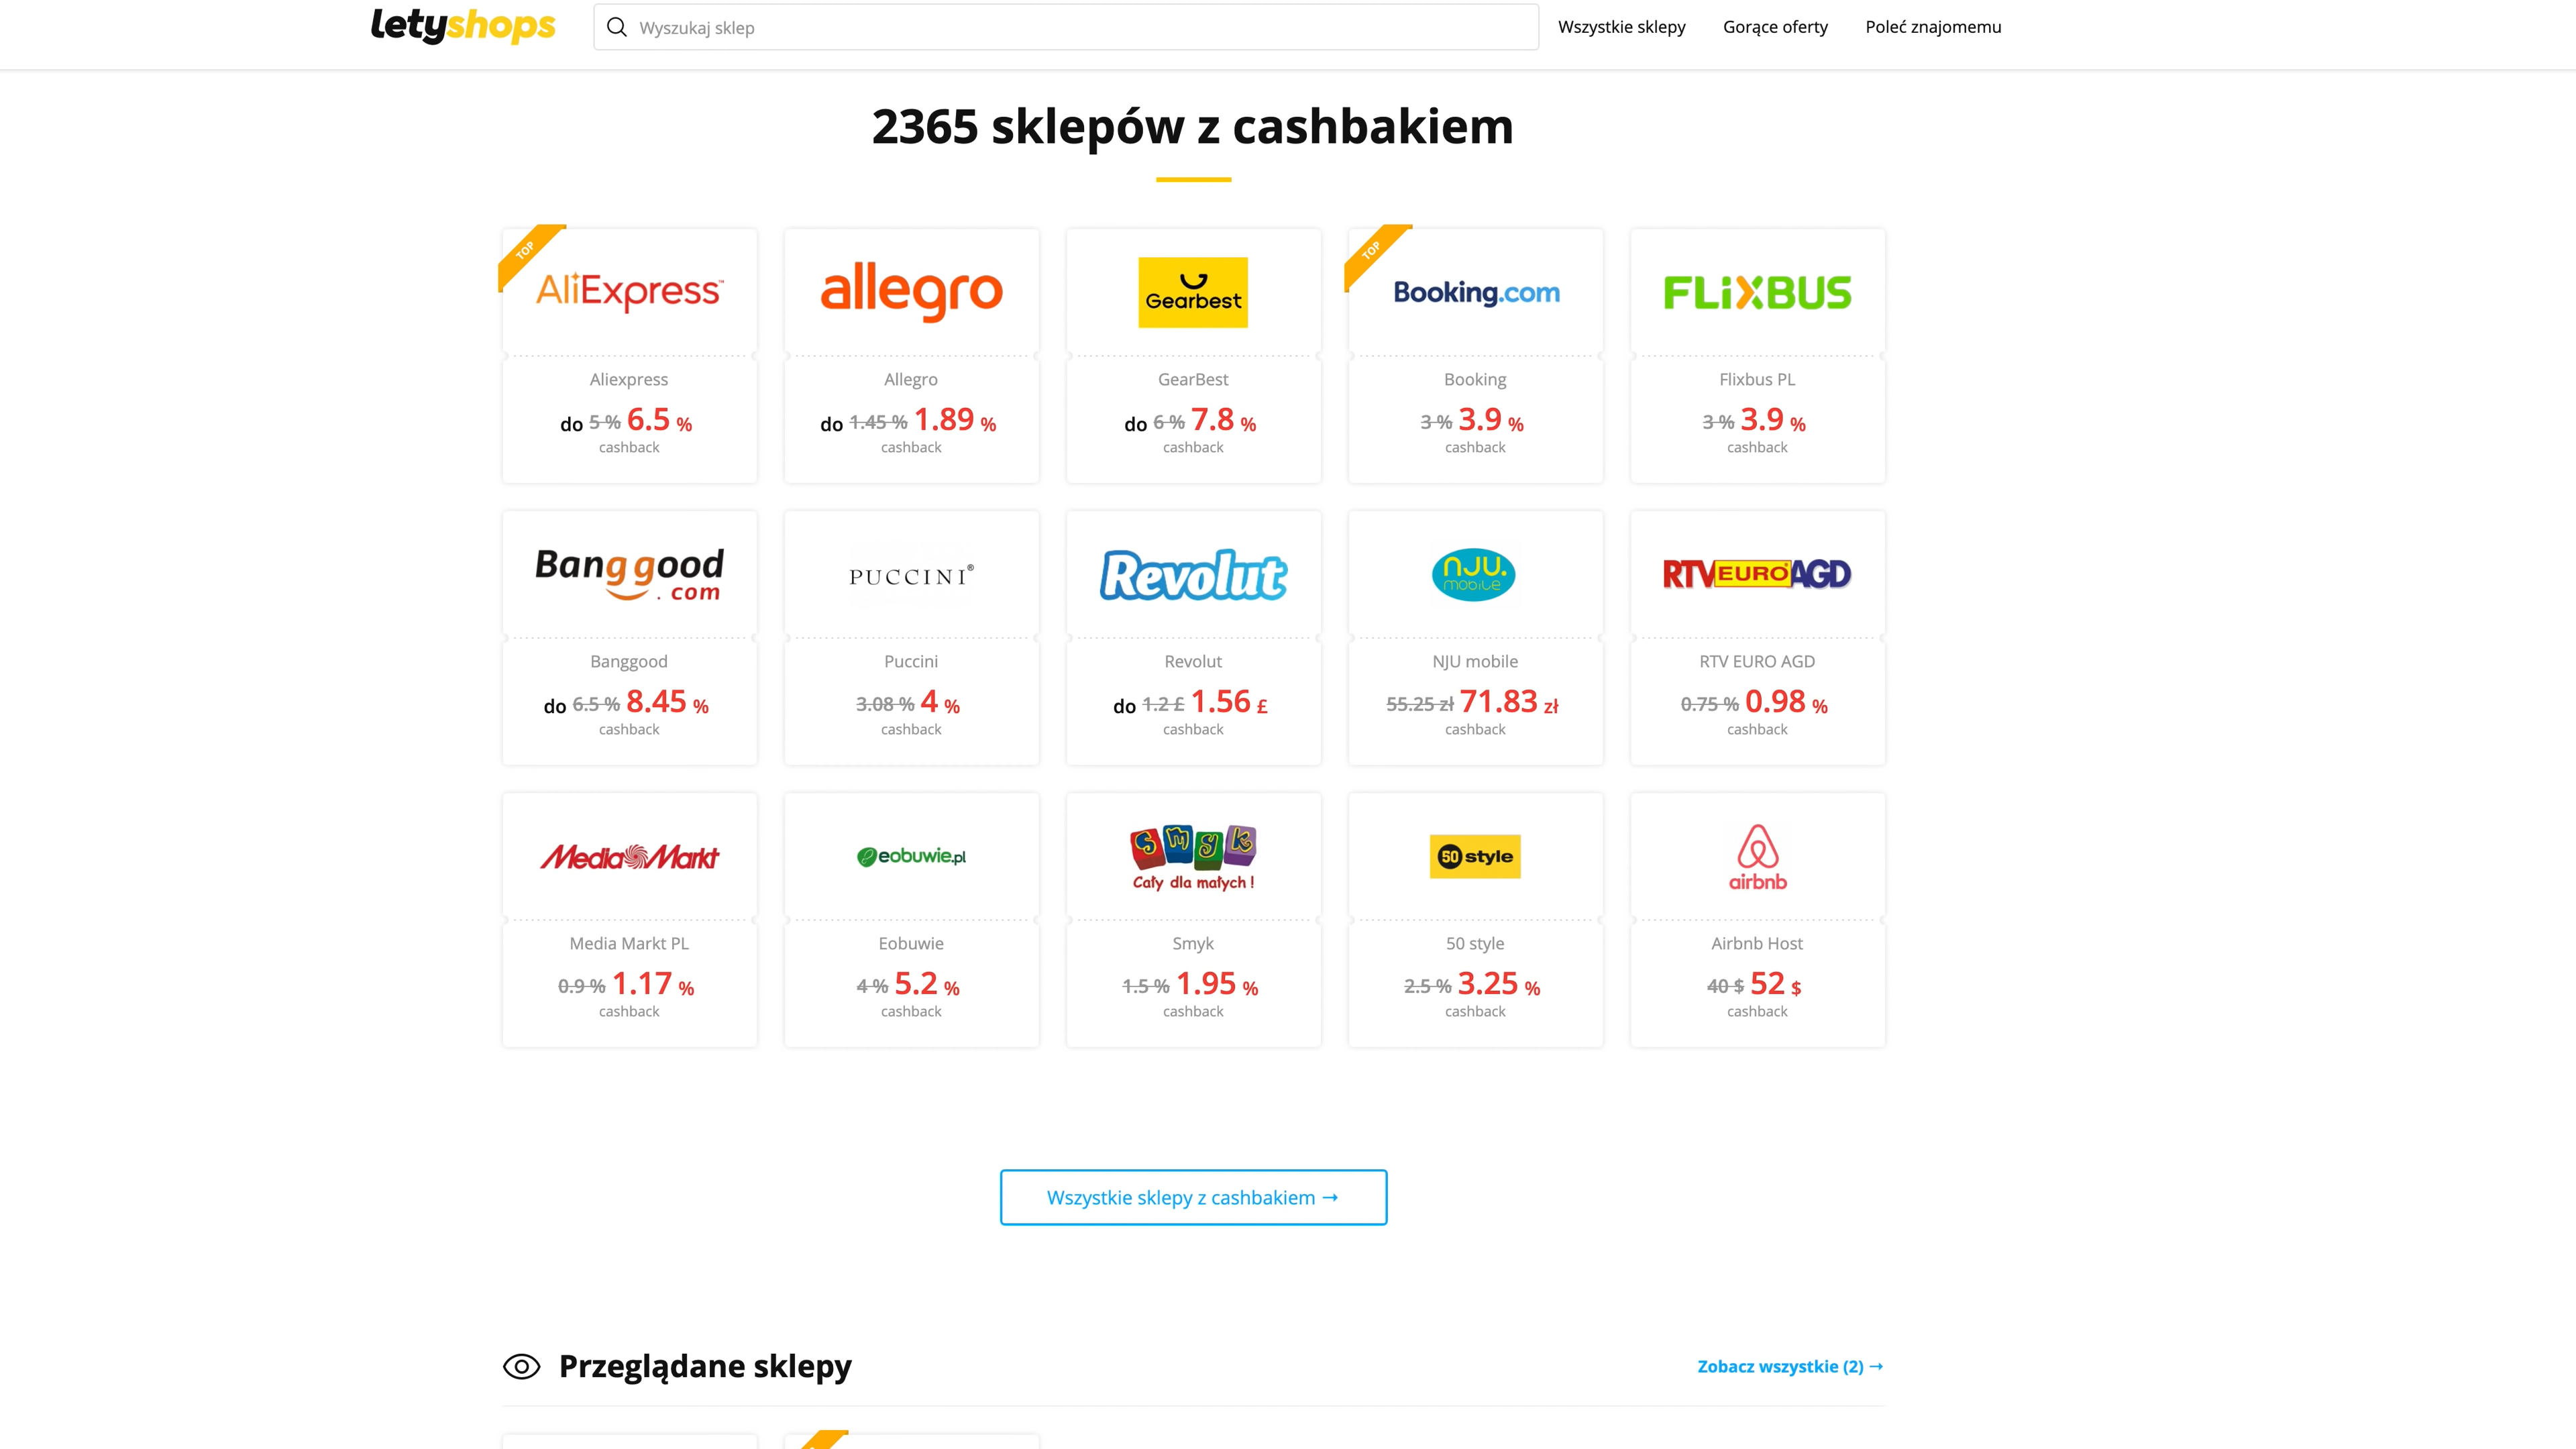 letyshops
Wyszukaj sklep
Wszystkie sklepy
Gorące oferty
Poleć znajomemu
2365 sklepów z cashbakiem
TOP
AliExpress™
Aliexpress
do 5 % 6.5 %
cashback
allegro
Allegro
do 1.45 % 1.89 %
cashback
Gearbest
GearBest
do 6 % 7.8 %
cashback
TOP
Booking.com
Booking
3 % 3.9 %
cashback
FLiXBUS
Flixbus PL
3 % 3.9 %
cashback
Banggood
.com
Banggood
do 6.5 % 8.45 %
cashback
PUCCINI®
Puccini
3.08 % 4 %
cashback
Revolut
Revolut
do 1.2 £ 1.56 £
cashback
nju.
mobile
NJU mobile
55.25 zł 71.83 zł
cashback
RTV EURO AGD
RTV EURO AGD
0.75 % 0.98 %
cashback
Media Markt
Media Markt PL
0.9 % 1.17 %
cashback
eobuwie.pl
Eobuwie
4 % 5.2 %
cashback
smyk
Cały dla małych !
Smyk
1.5 % 1.95 %
cashback
50 style
50 style
2.5 % 3.25 %
cashback
airbnb
Airbnb Host
40 $ 52 $
cashback
Wszystkie sklepy z cashbakiem →
Przeglądane sklepy
Zobacz wszystkie (2) →